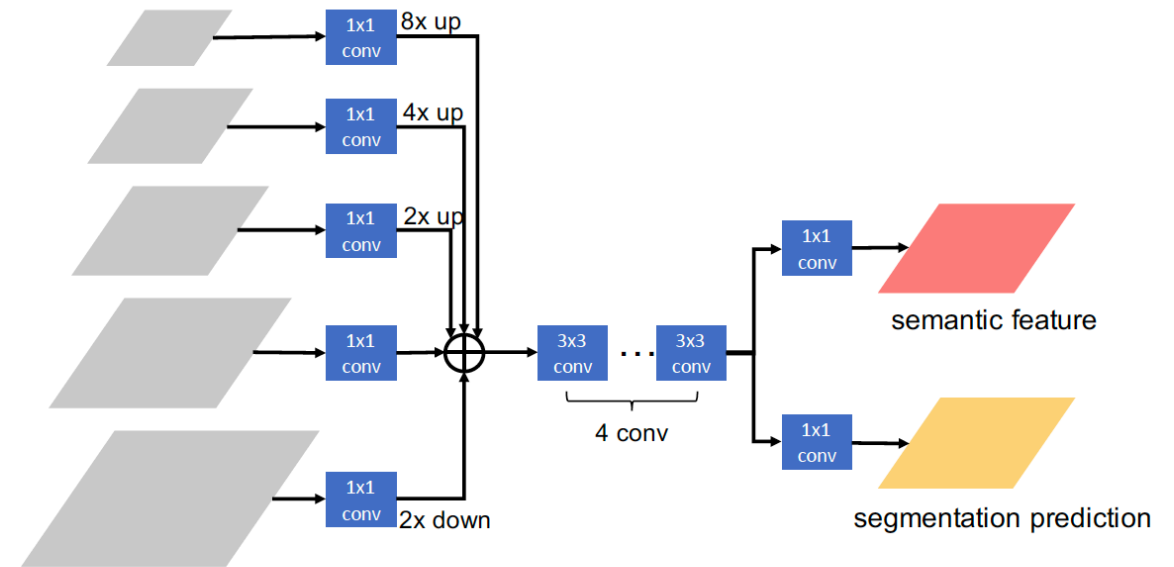 1x1
conv
8x up
1x1
conv
4x up
1x1
conv
2x up
1x1
conv
1x1
conv
2x down
3x3
conv
...
3x3
conv
4 conv
1x1
conv
semantic feature
1x1
conv
segmentation prediction